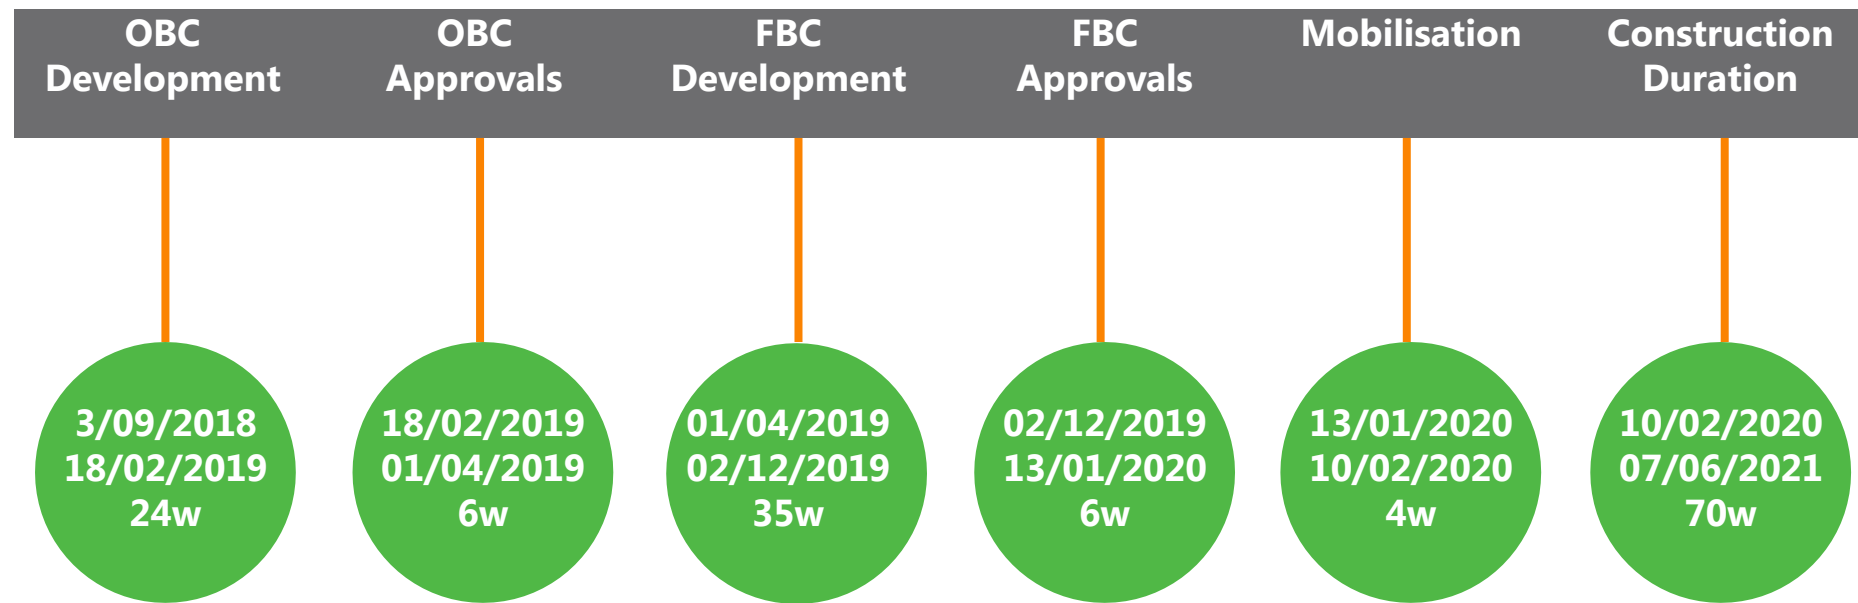 OBC
Development
OBC
Approvals
FBC
Development
FBC
Approvals
Mobilisation
Construction
Duration
3/09/2018
18/02/2019
24w
18/02/2019
01/04/2019
6w
01/04/2019
02/12/2019
35w
02/12/2019
13/01/2020
6w
13/01/2020
10/02/2020
4w
10/02/2020
07/06/2021
70w